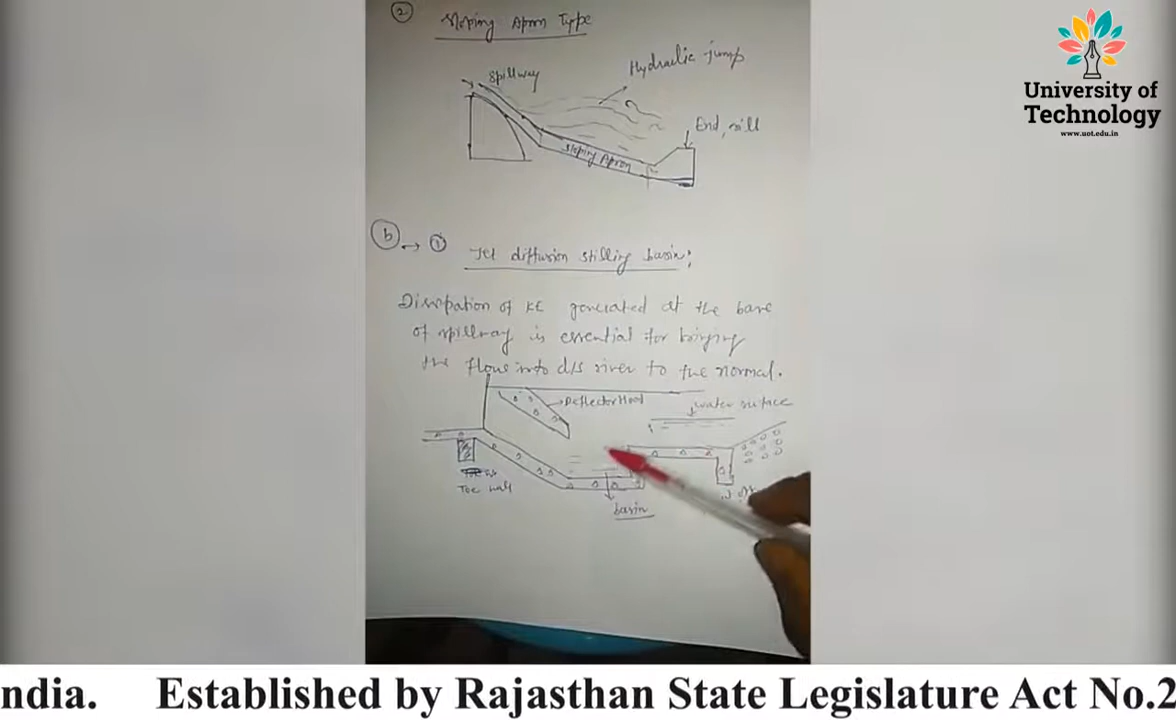 ② Sloping Apron Type
Spillway
Hydraulic jump
End sill
Sloping Apron
ⓑ → ① Jet diffusion stilling basin;
Dissipation of KE generated at the base
of spillway is essential for bringing
the flow into d/s river to the normal.
Deflector Hood
water surface
Toe wall
basin
University of
Technology
www.uot.edu.in
ndia. Established by Rajasthan State Legislature Act No.2